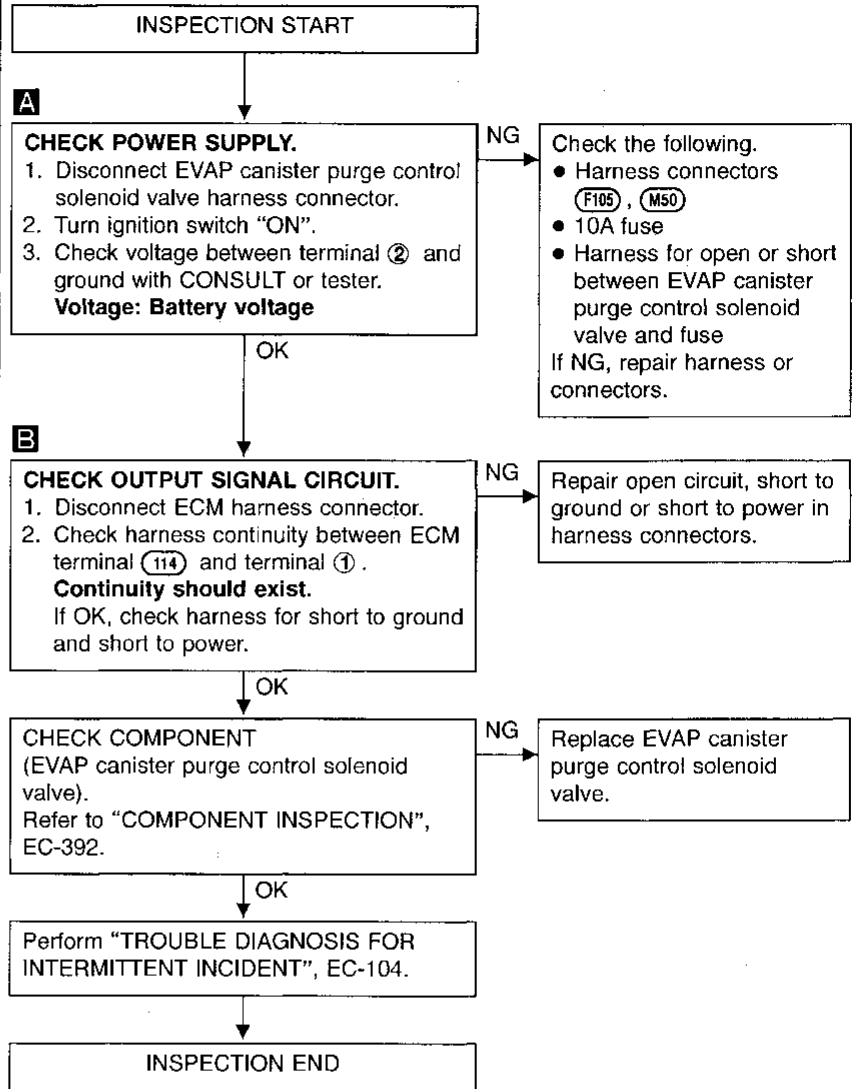 INSPECTION START
A
CHECK POWER SUPPLY.
1. Disconnect EVAP canister purge control
solenoid valve harness connector.
2. Turn ignition switch “ON”.
3. Check voltage between terminal ② and
ground with CONSULT or tester.
Voltage: Battery voltage
NG
Check the following.
● Harness connectors
(F105), (M50)
● 10A fuse
● Harness for open or short
between EVAP canister
purge control solenoid
valve and fuse
If NG, repair harness or
connectors.
OK
B
CHECK OUTPUT SIGNAL CIRCUIT.
1. Disconnect ECM harness connector.
2. Check harness continuity between ECM
terminal (114) and terminal ①.
Continuity should exist.
If OK, check harness for short to ground
and short to power.
NG
Repair open circuit, short to
ground or short to power in
harness connectors.
OK
CHECK COMPONENT
(EVAP canister purge control solenoid
valve).
Refer to “COMPONENT INSPECTION”,
EC-392.
NG
Replace EVAP canister
purge control solenoid
valve.
OK
Perform “TROUBLE DIAGNOSIS FOR
INTERMITTENT INCIDENT”, EC-104.
INSPECTION END